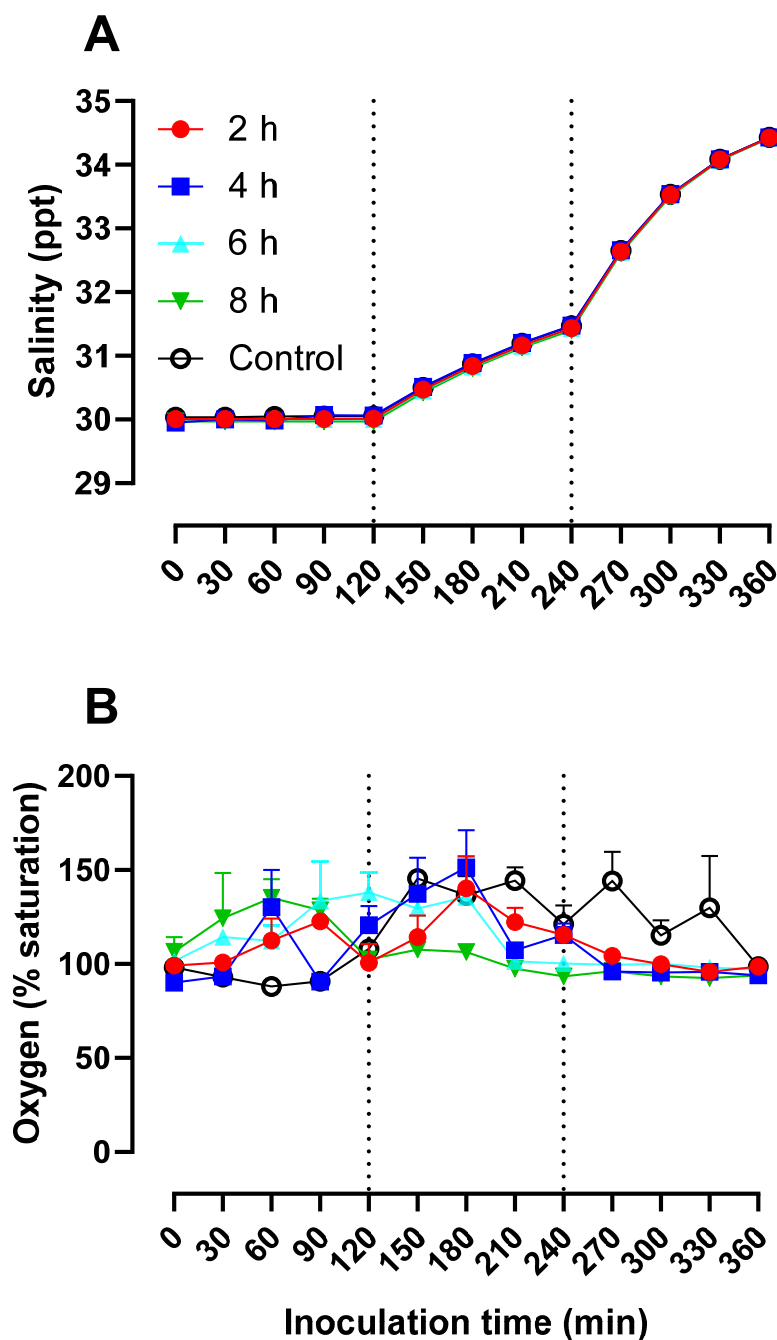 A
Salinity (ppt)
35
34
33
32
31
30
29
2 h
4 h
6 h
8 h
Control
0 30 60 90 120 150 180 210 240 270 300 330 360
B
Oxygen (% saturation)
200
150
100
50
0
0 30 60 90 120 150 180 210 240 270 300 330 360
Inoculation time (min)